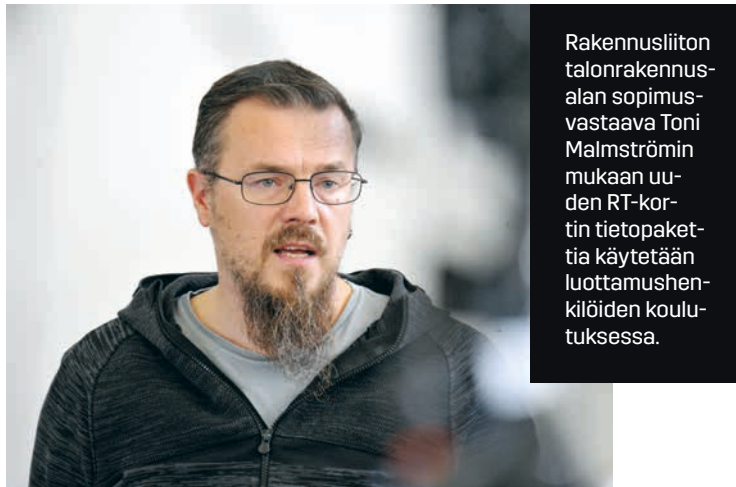 Rakennusliiton
talonrakennus-
alan sopimus-
vastaava Toni
Malmströmin
mukaan uu-
den RT-kor-
tin tietopaket-
tia käytetään
luottamushen-
kilöiden koulu-
tuksessa.